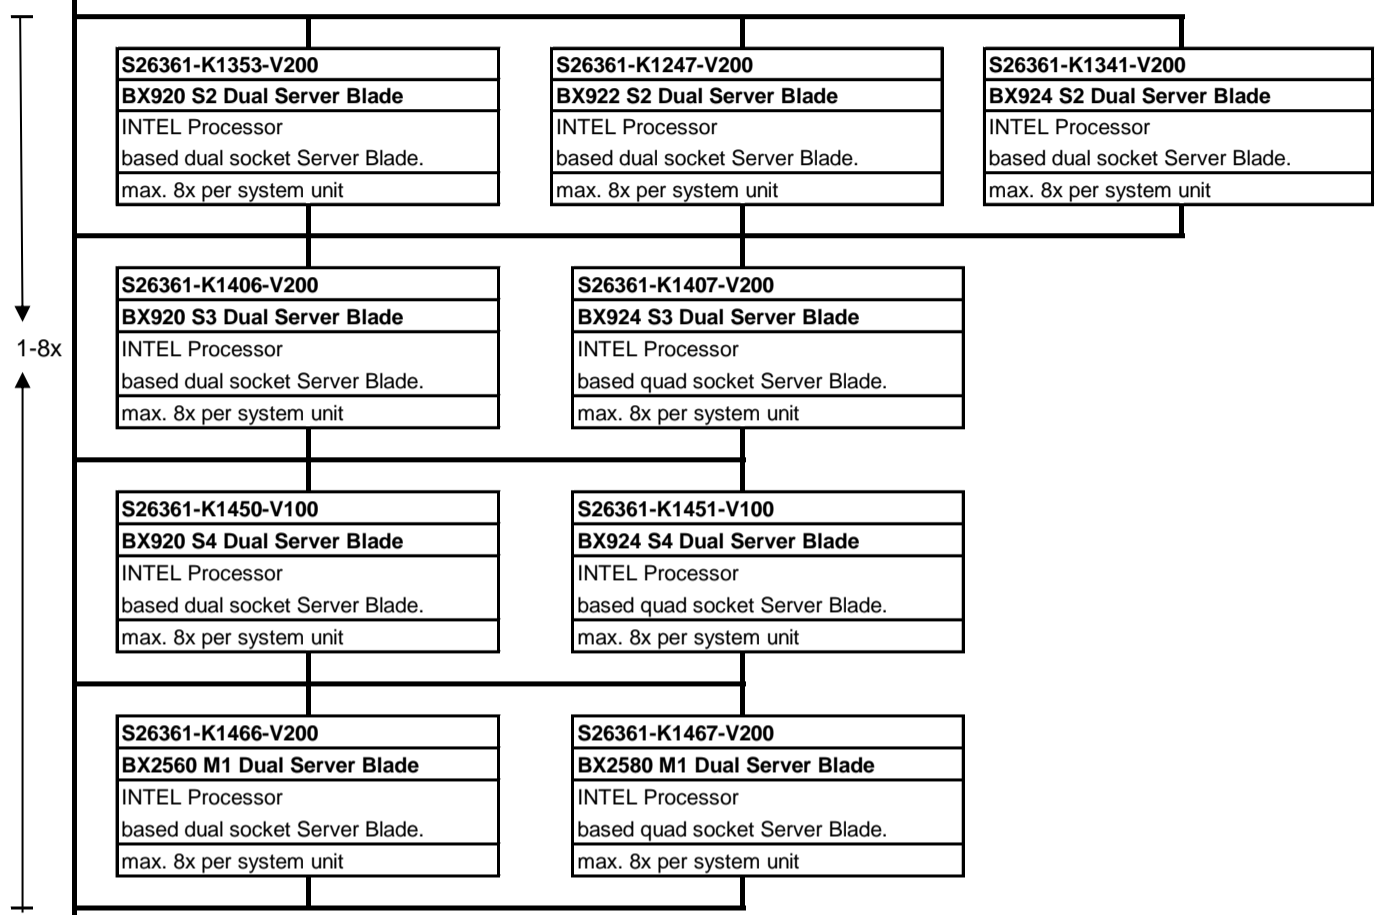 S26361-K1353-V200
BX920 S2 Dual Server Blade
INTEL Processor
based dual socket Server Blade.
max. 8x per system unit
S26361-K1247-V200
BX922 S2 Dual Server Blade
INTEL Processor
based dual socket Server Blade.
max. 8x per system unit
S26361-K1341-V200
BX924 S2 Dual Server Blade
INTEL Processor
based dual socket Server Blade.
max. 8x per system unit
1-8x
S26361-K1406-V200
BX920 S3 Dual Server Blade
INTEL Processor
based dual socket Server Blade.
max. 8x per system unit
S26361-K1407-V200
BX924 S3 Dual Server Blade
INTEL Processor
based quad socket Server Blade.
max. 8x per system unit
S26361-K1450-V100
BX920 S4 Dual Server Blade
INTEL Processor
based dual socket Server Blade.
max. 8x per system unit
S26361-K1451-V100
BX924 S4 Dual Server Blade
INTEL Processor
based quad socket Server Blade.
max. 8x per system unit
S26361-K1466-V200
BX2560 M1 Dual Server Blade
INTEL Processor
based dual socket Server Blade.
max. 8x per system unit
S26361-K1467-V200
BX2580 M1 Dual Server Blade
INTEL Processor
based quad socket Server Blade.
max. 8x per system unit